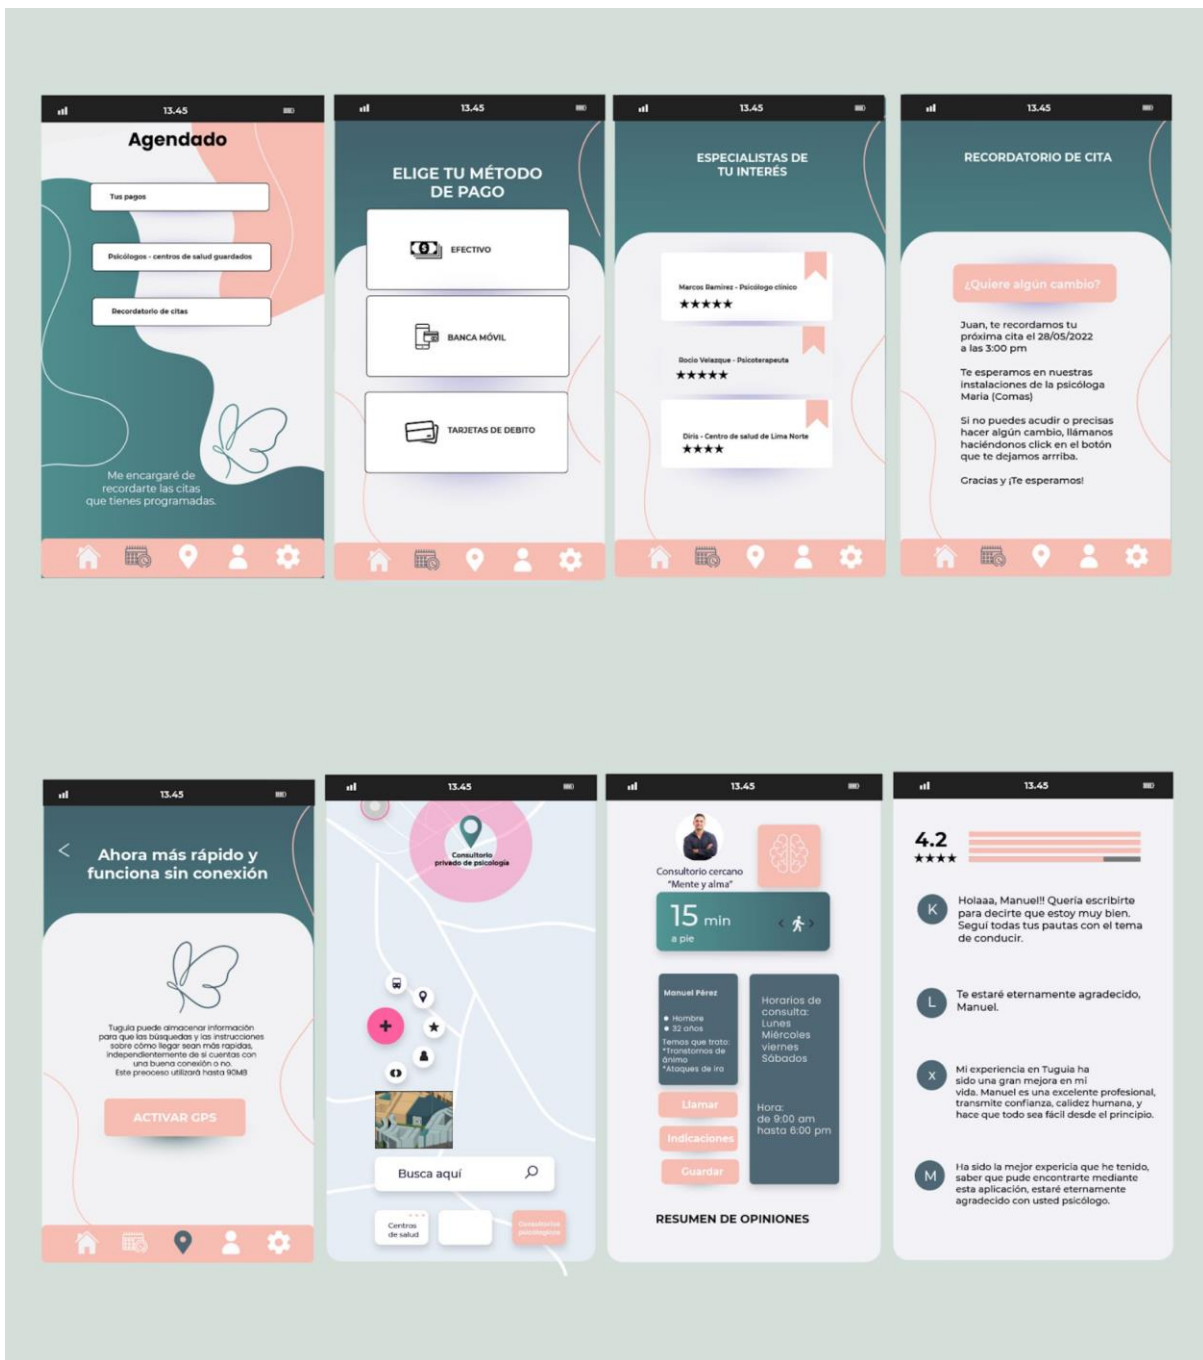 13.45
Agendado
Tus pagos
Psicólogos - centros de salud guardados
Recordatorio de citas
Me encargaré de
recordarte las citas
que tienes programadas.
13.45
ELIGE TU MÉTODO
DE PAGO
EFECTIVO
BANCA MÓVIL
TARJETAS DE DEBITO
13.45
ESPECIALISTAS DE
TU INTERÉS
Marcos Ramirez - Psicólogo clínico
Rocio Velazque - Psicoterapeuta
Diris - Centro de salud de Lima Norte
13.45
RECORDATORIO DE CITA
¿Quiere algún cambio?
Juan, te recordamos tu
próxima cita el 28/05/2022
a las 3:00 pm
Te esperamos en nuestras
instalaciones de la psicóloga
Maria (Comas)
Si no puedes acudir o precisas
hacer algún cambio, llámanos
haciéndonos click en el botón
que te dejamos arrriba.
Gracias y ¡Te esperamos!
13.45
Ahora más rápido y
funciona sin conexión
Tuguia puede almacenar información
para que las búsquedas y las instrucciones
sobre cómo llegar sean más rapidas,
independientemente de si cuentas con
una buena conexión o no.
Este preoceso utilizará hasta 90MB
ACTIVAR GPS
13.45
Consultorio
privado de psicología
Busca aquí
Centros
de salud
Consultorios
psicologicos
13.45
Consultorio cercano
"Mente y alma"
15 min
a pie
Manuel Pérez
Hombre
32 años
Temas que trato:
*Transtornos de
ánimo
*Ataques de ira
Llamar
Indicaciones
Guardar
Horarios de
consulta:
Lunes
Miércoles
viernes
Sábados
Hora:
de 9:00 am
hasta 6:00 pm
RESUMEN DE OPINIONES
13.45
4.2
K
Holaaa, Manuel!! Quería escribirte
para decirte que estoy muy bien.
Seguí todas tus pautas con el tema
de conducir.
L
Te estaré eternamente agradecido,
Manuel.
X
Mi experiencia en Tuguia ha
sido una gran mejora en mi
vida. Manuel es una excelente profesional,
transmite confianza, calidez humana, y
hace que todo sea fácil desde el principio.
M
Ha sido la mejor expericia que he tenido,
saber que pude encontrarte mediante
esta aplicación, estaré eternamente
agradecido con usted psicólogo.